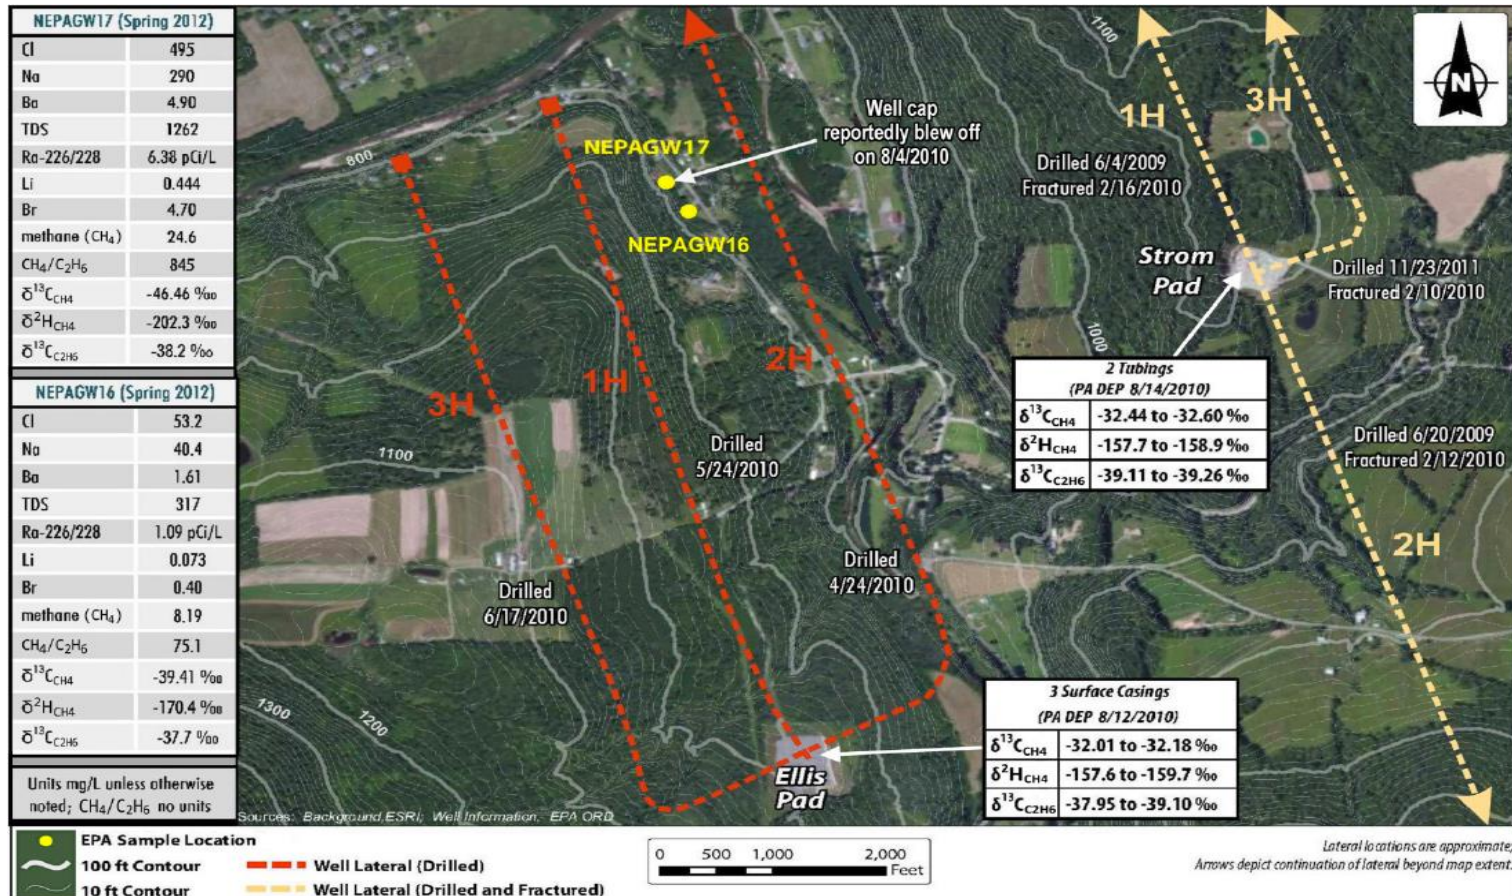 NEPAGW17 (Spring 2012)
Cl 495
Na 290
Ba 4.90
TDS 1262
Ra-226/228 6.38 pCi/L
Li 0.444
Br 4.70
methane (CH₄) 24.6
CH₄/C₂H₆ 845
δ¹³C_CH4 -46.46 ‰
δ²H_CH4 -202.3 ‰
δ¹³C_C2H6 -38.2 ‰
NEPAGW16 (Spring 2012)
Cl 53.2
Na 40.4
Ba 1.61
TDS 317
Ra-226/228 1.09 pCi/L
Li 0.073
Br 0.40
methane (CH₄) 8.19
CH₄/C₂H₆ 75.1
δ¹³C_CH4 -39.41 ‰
δ²H_CH4 -170.4 ‰
δ¹³C_C2H6 -37.7 ‰
Units mg/L unless otherwise
noted; CH₄/C₂H₆ no units
800
NEPAGW17
NEPAGW16
Well cap
reportedly blew off
on 8/4/2010
1100
1H
3H
N
Drilled 6/4/2009
Fractured 2/16/2010
Strom
Pad
Drilled 11/23/2011
Fractured 2/10/2010
1000
2H
1H
3H
2 Tubings
(PA DEP 8/14/2010)
δ¹³C_CH4 -32.44 to -32.60 ‰
δ²H_CH4 -157.7 to -158.9 ‰
δ¹³C_C2H6 -39.11 to -39.26 ‰
Drilled
5/24/2010
1100
Drilled 6/20/2009
Fractured 2/12/2010
2H
Drilled
4/24/2010
Drilled
6/17/2010
1300
1200
3 Surface Casings
(PA DEP 8/12/2010)
δ¹³C_CH4 -32.01 to -32.18 ‰
δ²H_CH4 -157.6 to -159.7 ‰
δ¹³C_C2H6 -37.95 to -39.10 ‰
Ellis
Pad
Sources: Background,ESRI; Well Information, EPA ORD
EPA Sample Location
100 ft Contour
10 ft Contour
Well Lateral (Drilled)
Well Lateral (Drilled and Fractured)
0 500 1,000 2,000
Feet
Lateral locations are approximate;
Arrows depict continuation of lateral beyond map extent.